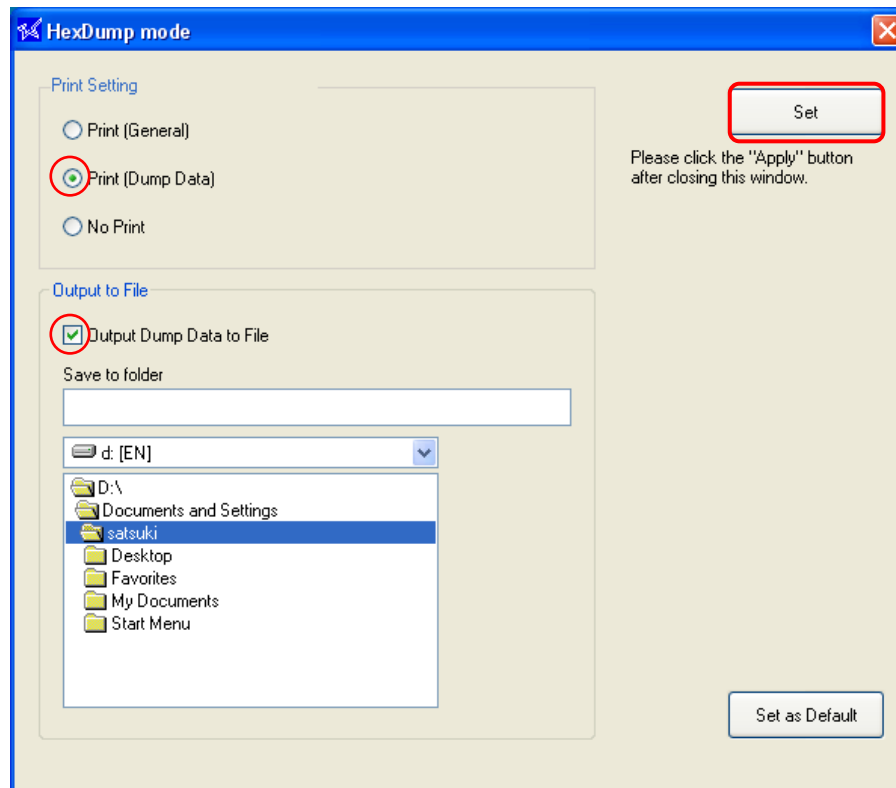 HexDump mode
Print Setting
Print (General)
Print (Dump Data)
No Print
Set
Please click the "Apply" button
after closing this window.
Output to File
Output Dump Data to File
Save to folder
d: [EN]
D:\
Documents and Settings
satsuki
Desktop
Favorites
My Documents
Start Menu
Set as Default